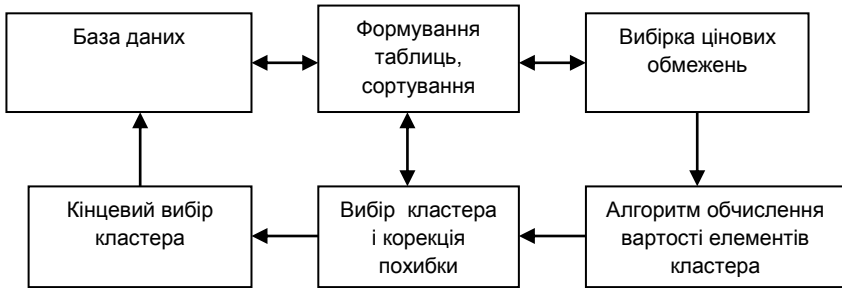 База даних
Формування
таблиць,
сортування
Вибірка цінових
обмежень
Кінцевий вибір
кластера
Вибір кластера
і корекція
похибки
Алгоритм обчислення
вартості елементів
кластера